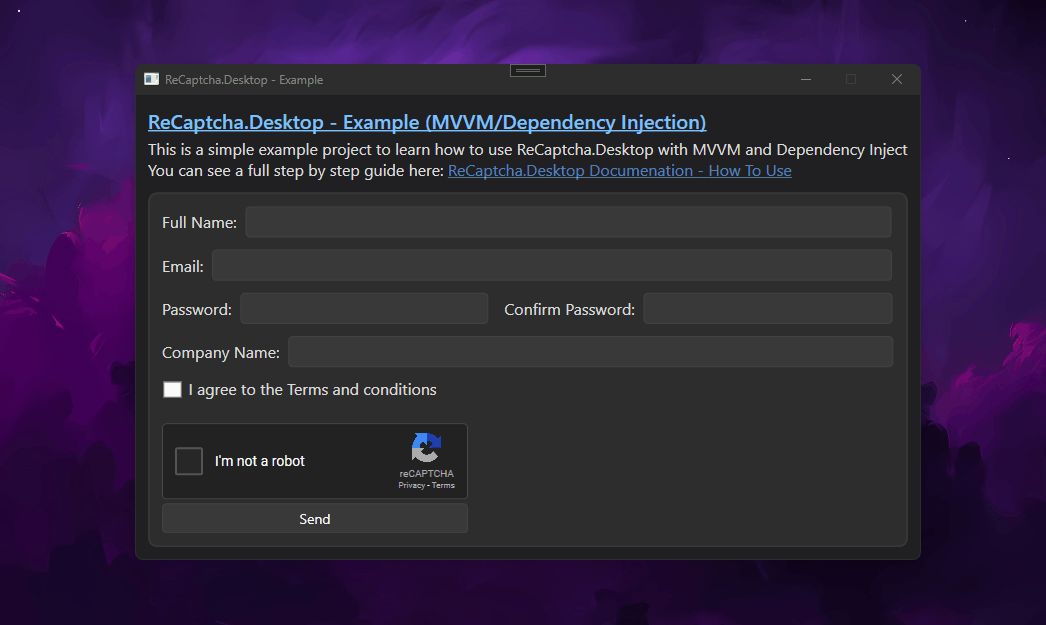 ReCaptcha.Desktop - Example
ReCaptcha.Desktop - Example (MVVM/Dependency Injection)
This is a simple example project to learn how to use ReCaptcha.Desktop with MVVM and Dependency Inject
You can see a full step by step guide here: ReCaptcha.Desktop Documenation - How To Use
Full Name:
Email:
Password:
Confirm Password:
Company Name:
I agree to the Terms and conditions
I'm not a robot
reCAPTCHA
Privacy - Terms
Send